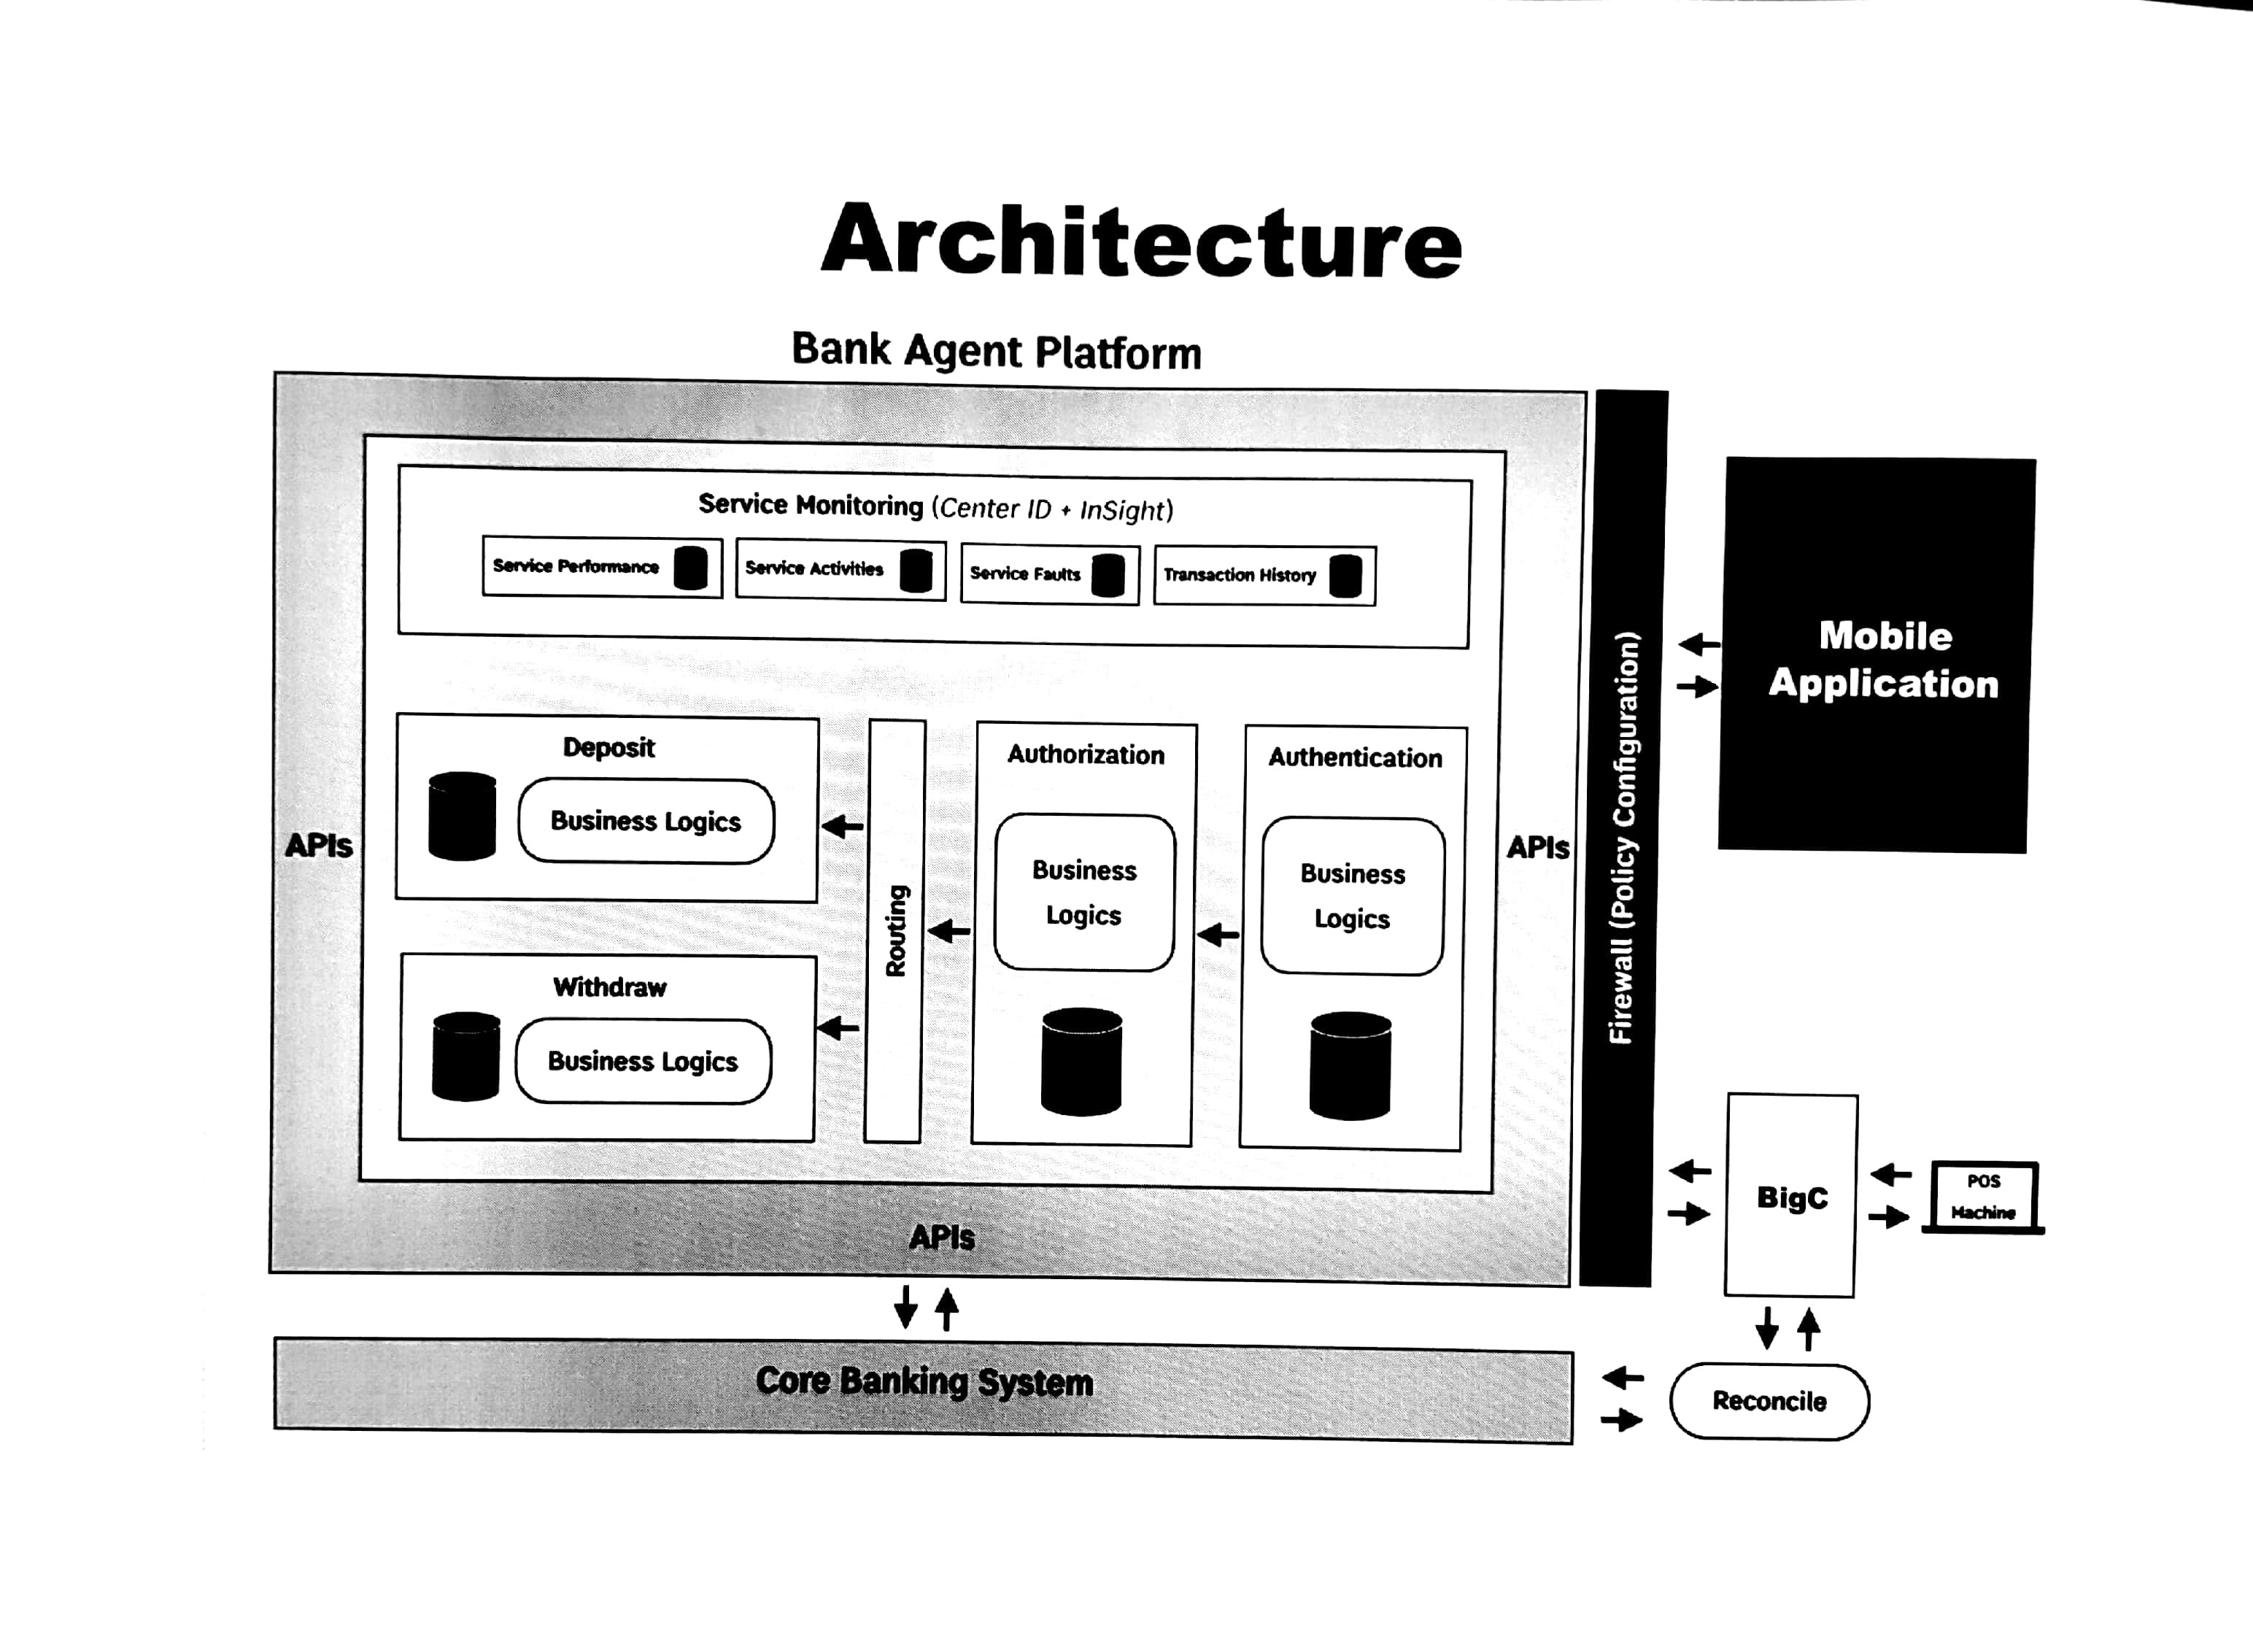 Architecture
Bank Agent Platform
Service Monitoring (Center ID + InSight)
Service Performance
Service Activities
Service Faults
Transaction History
Deposit
Business Logics
Withdraw
Business Logics
Routing
Authorization
Business
Logics
Authentication
Business
Logics
APIs
APIs
APIs
Firewall (Policy Configuration)
Mobile
Application
BigC
POS
Machine
Core Banking System
Reconcile